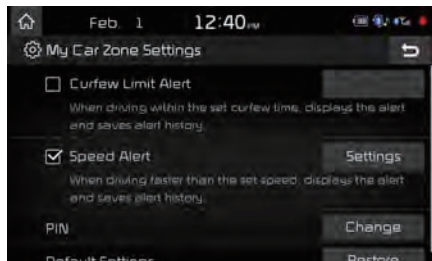 Feb. 1 12:40 PM
My Car Zone Settings
Curfew Limit Alert
When driving within the set curfew time, displays the alert
and saves alert history.
Speed Alert Settings
When driving faster than the set speed, displays the alert
and saves alert history.
PIN Change
Default Settings Restore